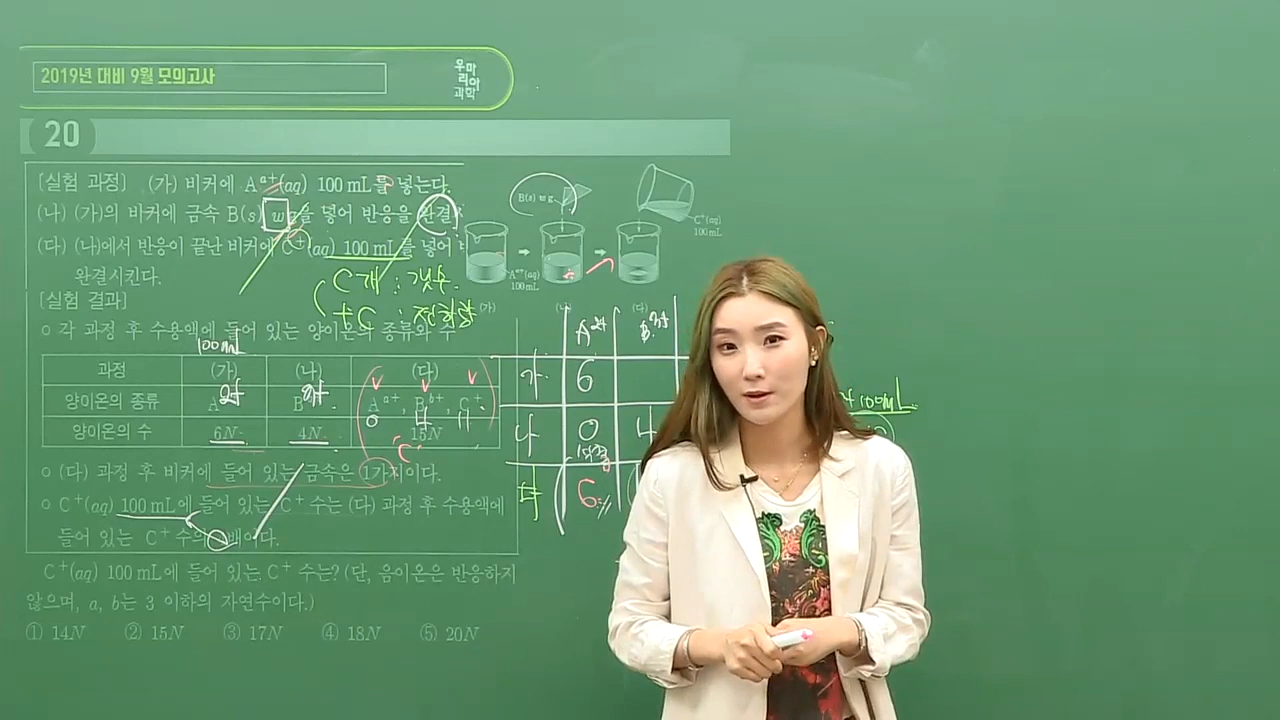 2019년 대비 9월 모의고사
우마
리아
과학
20
[실험 과정] (가) 비커에 Aᵃ⁺(aq) 100 mL를 넣는다.
(나) (가)의 비커에 금속 B(s) w g을 넣어 반응을 완결
(다) (나)에서 반응이 끝난 비커에 C⁺(aq) 100 mL를 넣어
완결시킨다.
B(s) w g
C⁺(aq)
100 mL
Aᵃ⁺(aq)
100 mL
(가) (나) (다)
[실험 결과]
○ 각 과정 후 수용액에 들어 있는 양이온의 종류와 수
100mL
과정 (가) (나) (다)
양이온의 종류 A B Aᵃ⁺, Bᵇ⁺, C⁺
양이온의 수 6N 4N 15N
○ (다) 과정 후 비커에 들어 있는 금속은 1가지이다.
○ C⁺(aq) 100 mL에 들어 있는 C⁺ 수는 (다) 과정 후 수용액에
들어 있는 C⁺ 수의 배이다.
C⁺(aq) 100 mL에 들어 있는 C⁺ 수는? (단, 음이온은 반응하지
않으며, a, b는 3 이하의 자연수이다.)
① 14N ② 15N ③ 17N ④ 18N ⑤ 20N
가 6
나 0 4
다 6
100mL